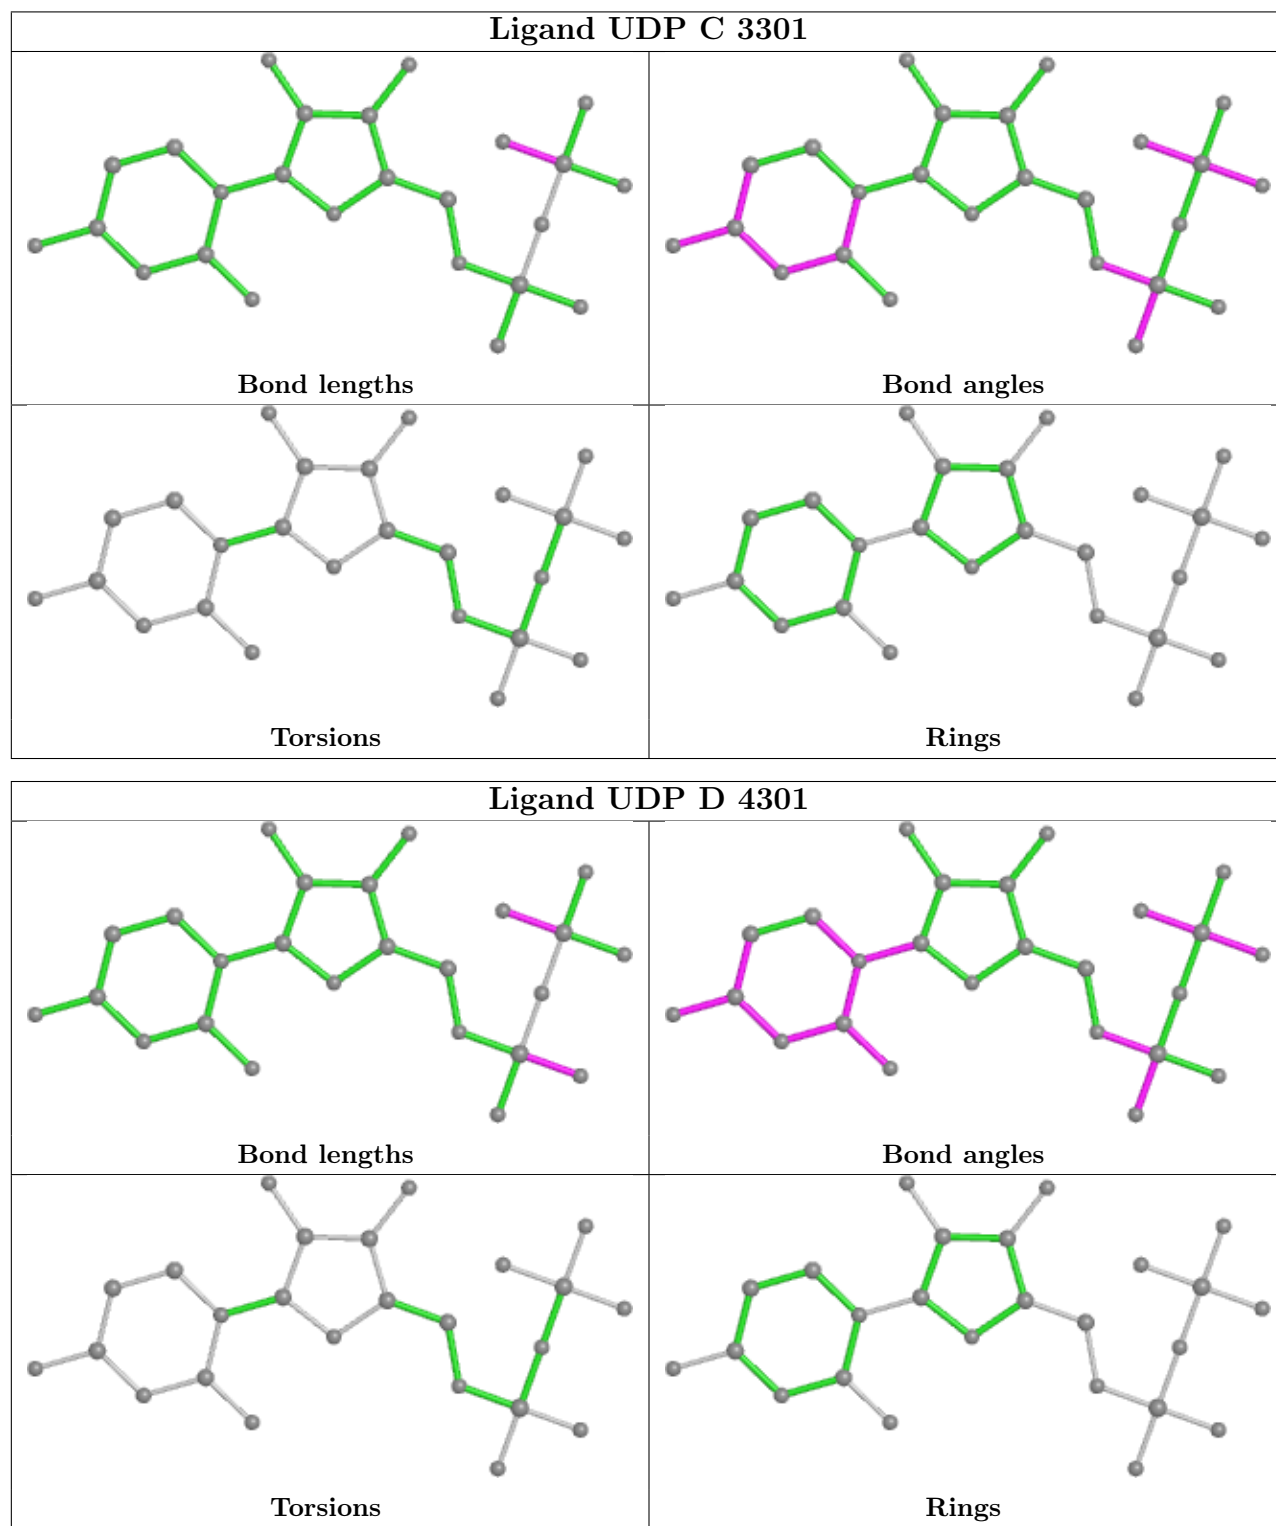 Ligand UDP C 3301
Bond lengths
Bond angles
Torsions
Rings
Ligand UDP D 4301
Bond lengths
Bond angles
Torsions
Rings